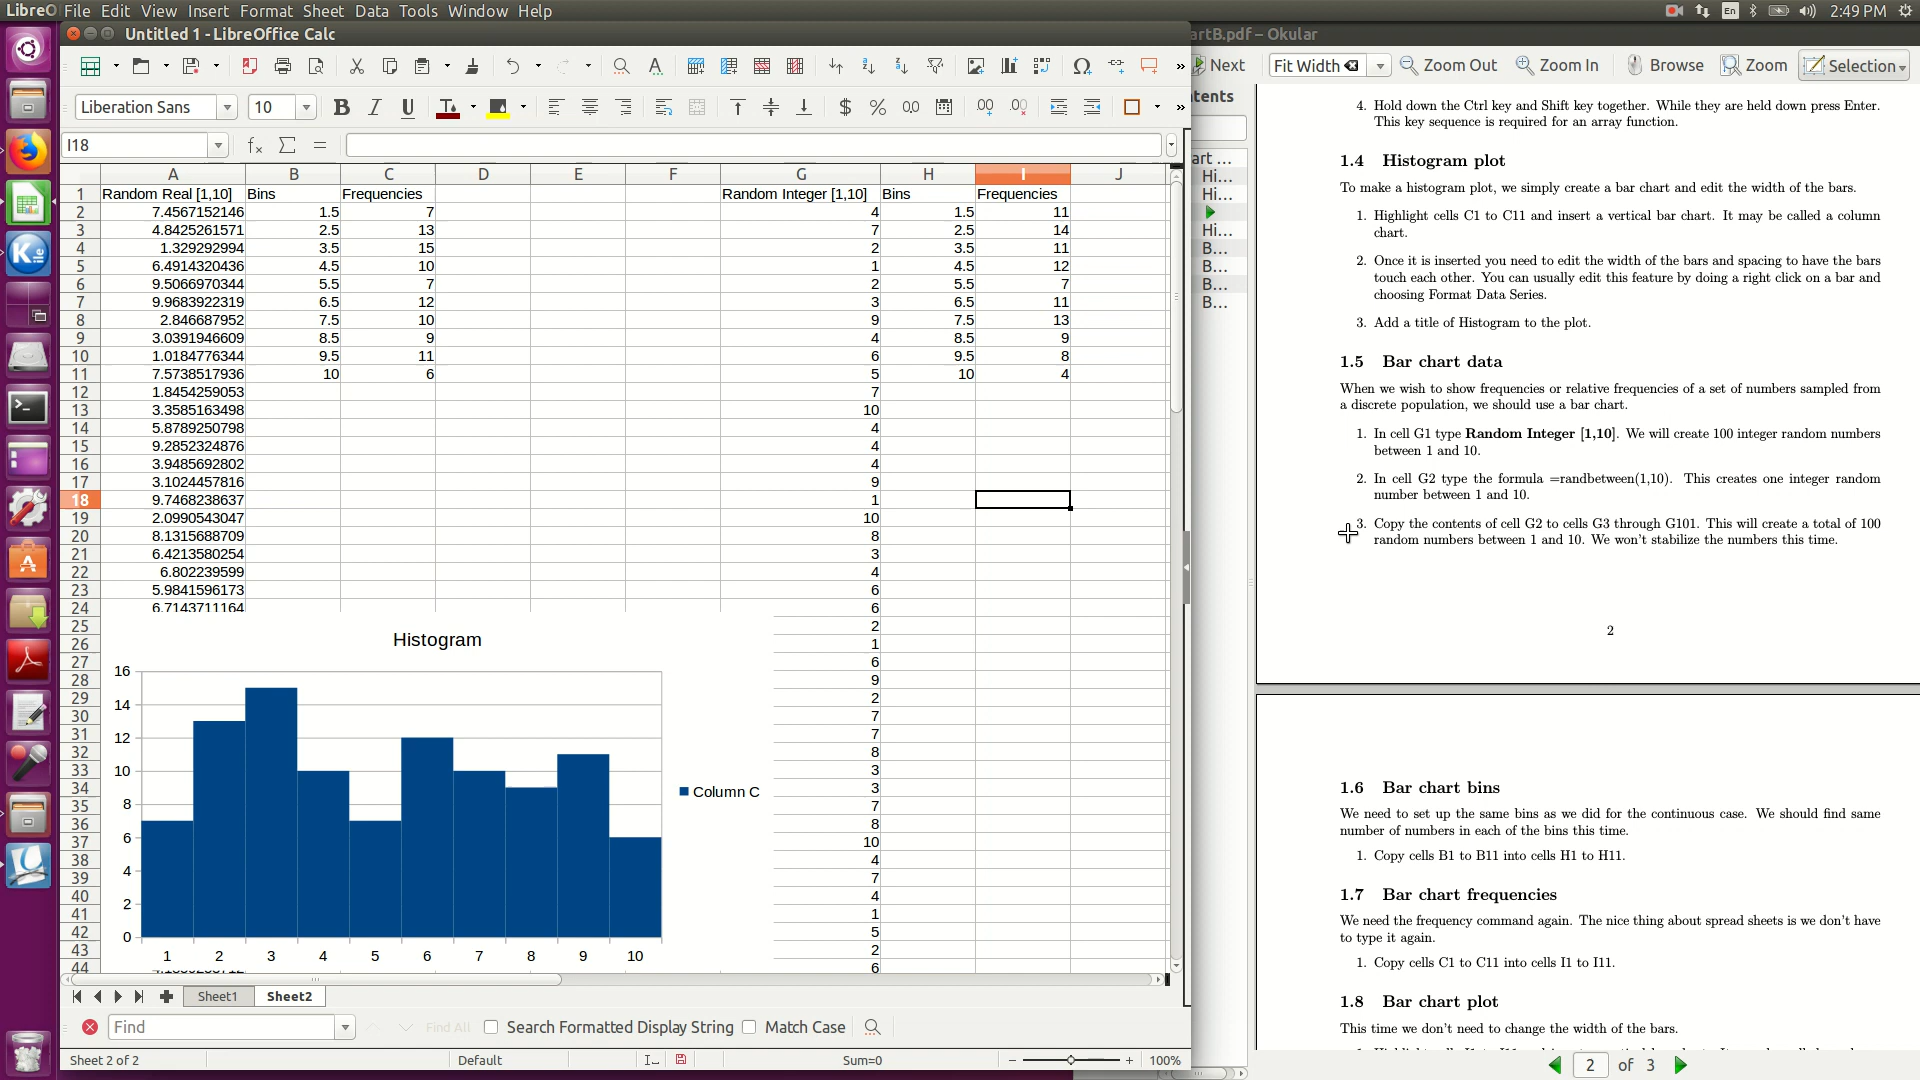 LibreO File Edit View Insert Format Sheet Data Tools Window Help En 2:49 PM
Untitled 1 - LibreOffice Calc
artB.pdf – Okular
Next Fit Width Zoom Out Zoom In Browse Zoom Selection
Liberation Sans 10
tents
I18
A B C D E F G H I J
1 Random Real [1,10] Bins Frequencies Random Integer [1,10] Bins Frequencies
2 7.4567152146 1.5 7 4 1.5 11
3 4.8425261571 2.5 13 7 2.5 14
4 1.329292994 3.5 15 2 3.5 11
5 6.4914320436 4.5 10 1 4.5 12
6 9.5066970344 5.5 7 2 5.5 7
7 9.9683922319 6.5 12 3 6.5 11
8 2.846687952 7.5 10 9 7.5 13
9 3.0391946609 8.5 9 4 8.5 9
10 1.0184776344 9.5 11 6 9.5 8
11 7.5738517936 10 6 5 10 4
12 1.8454259053 7
13 3.3585163498 10
14 5.8789250798 4
15 9.2852324876 4
16 3.9485692802 4
17 3.1024457816 9
18 9.7468238637 1
19 2.0990543047 10
20 8.1315688709 8
21 6.4213580254 3
22 6.802239599 4
23 5.9841596173 6
24 6.7143711164 6
25 2
26 1
27 6
28 9
29 2
30 7
31 7
32 8
33 3
34 3
35 7
36 8
37 10
38 4
39 7
40 4
41 1
42 5
43 2
44 6
Histogram
16
14
12
10
8
6
4
2
0
1 2 3 4 5 6 7 8 9 10
Column C
Sheet1 Sheet2
Find Find All Search Formatted Display String Match Case
Sheet 2 of 2 Default Sum=0 100%
art ...
Hi...
Hi...
Hi...
B...
B...
B...
B...
4. Hold down the Ctrl key and Shift key together. While they are held down press Enter.
This key sequence is required for an array function.
1.4 Histogram plot
To make a histogram plot, we simply create a bar chart and edit the width of the bars.
1. Highlight cells C1 to C11 and insert a vertical bar chart. It may be called a column
chart.
2. Once it is inserted you need to edit the width of the bars and spacing to have the bars
touch each other. You can usually edit this feature by doing a right click on a bar and
choosing Format Data Series.
3. Add a title of Histogram to the plot.
1.5 Bar chart data
When we wish to show frequencies or relative frequencies of a set of numbers sampled from
a discrete population, we should use a bar chart.
1. In cell G1 type Random Integer [1,10]. We will create 100 integer random numbers
between 1 and 10.
2. In cell G2 type the formula =randbetween(1,10). This creates one integer random
number between 1 and 10.
3. Copy the contents of cell G2 to cells G3 through G101. This will create a total of 100
random numbers between 1 and 10. We won't stabilize the numbers this time.
2
1.6 Bar chart bins
We need to set up the same bins as we did for the continuous case. We should find same
number of numbers in each of the bins this time.
1. Copy cells B1 to B11 into cells H1 to H11.
1.7 Bar chart frequencies
We need the frequency command again. The nice thing about spread sheets is we don't have
to type it again.
1. Copy cells C1 to C11 into cells I1 to I11.
1.8 Bar chart plot
This time we don't need to change the width of the bars.
2 of 3